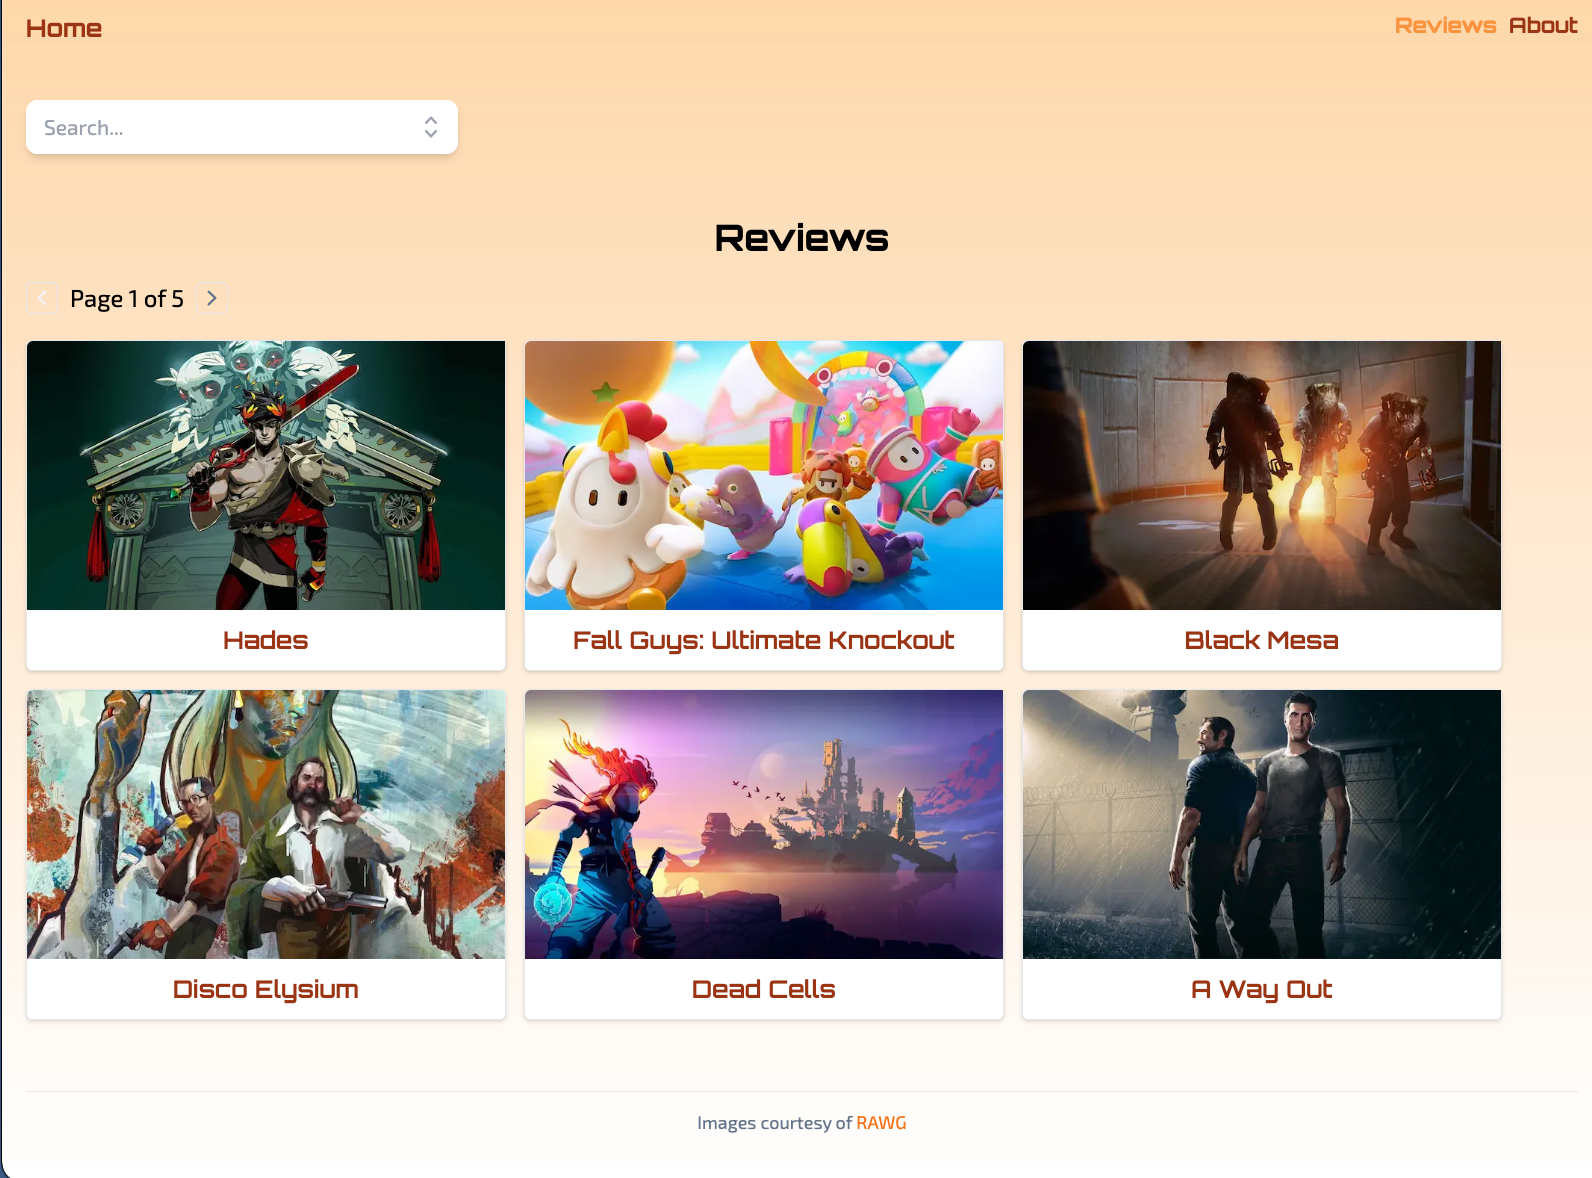 Home
Reviews About
Search...
Reviews
Page 1 of 5
Hades
Fall Guys: Ultimate Knockout
Black Mesa
Disco Elysium
Dead Cells
A Way Out
Images courtesy of RAWG